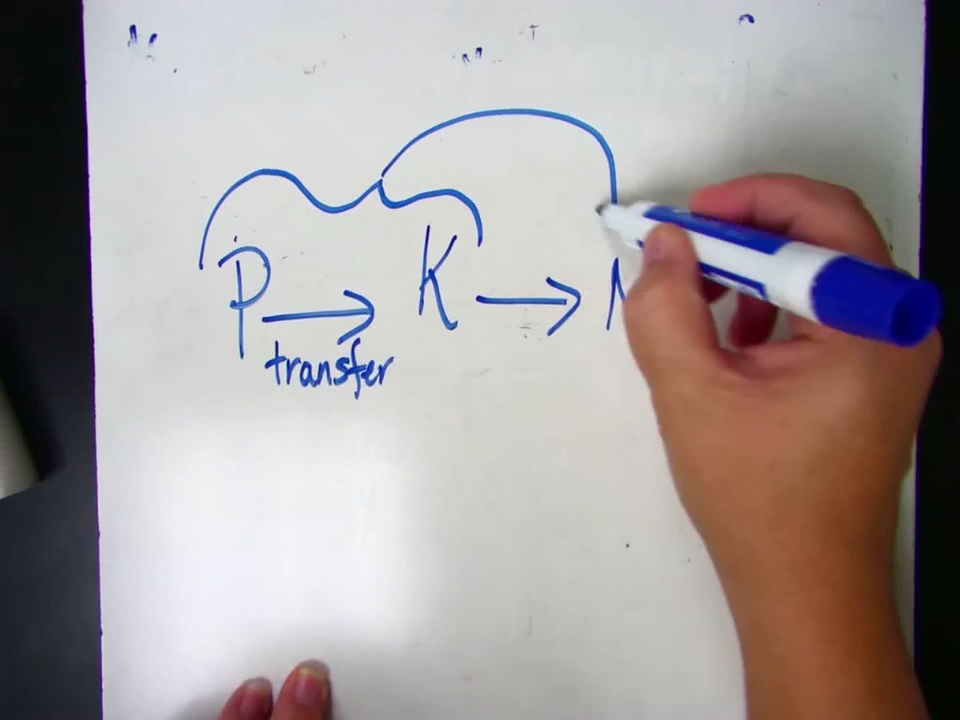 P → K →
transfer